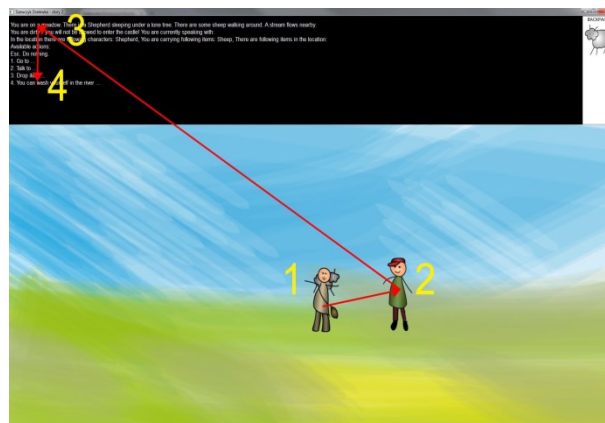 You are on a meadow. There is a Shepherd sleeping under a lone tree. There are some sheep walking around. A stream flows nearby.
You are dirty, you will not be allowed to enter the castle! You are currently speaking with:
In the location there are following characters: Shepherd, You are carrying following items: Sheep, There are following items in the location:
Available actions:
Esc. Do nothing.
1. Go to ...
2. Talk to ...
3. Drop
4. You can wash yourself in the river ...
BACKPACK
3
4
1
2